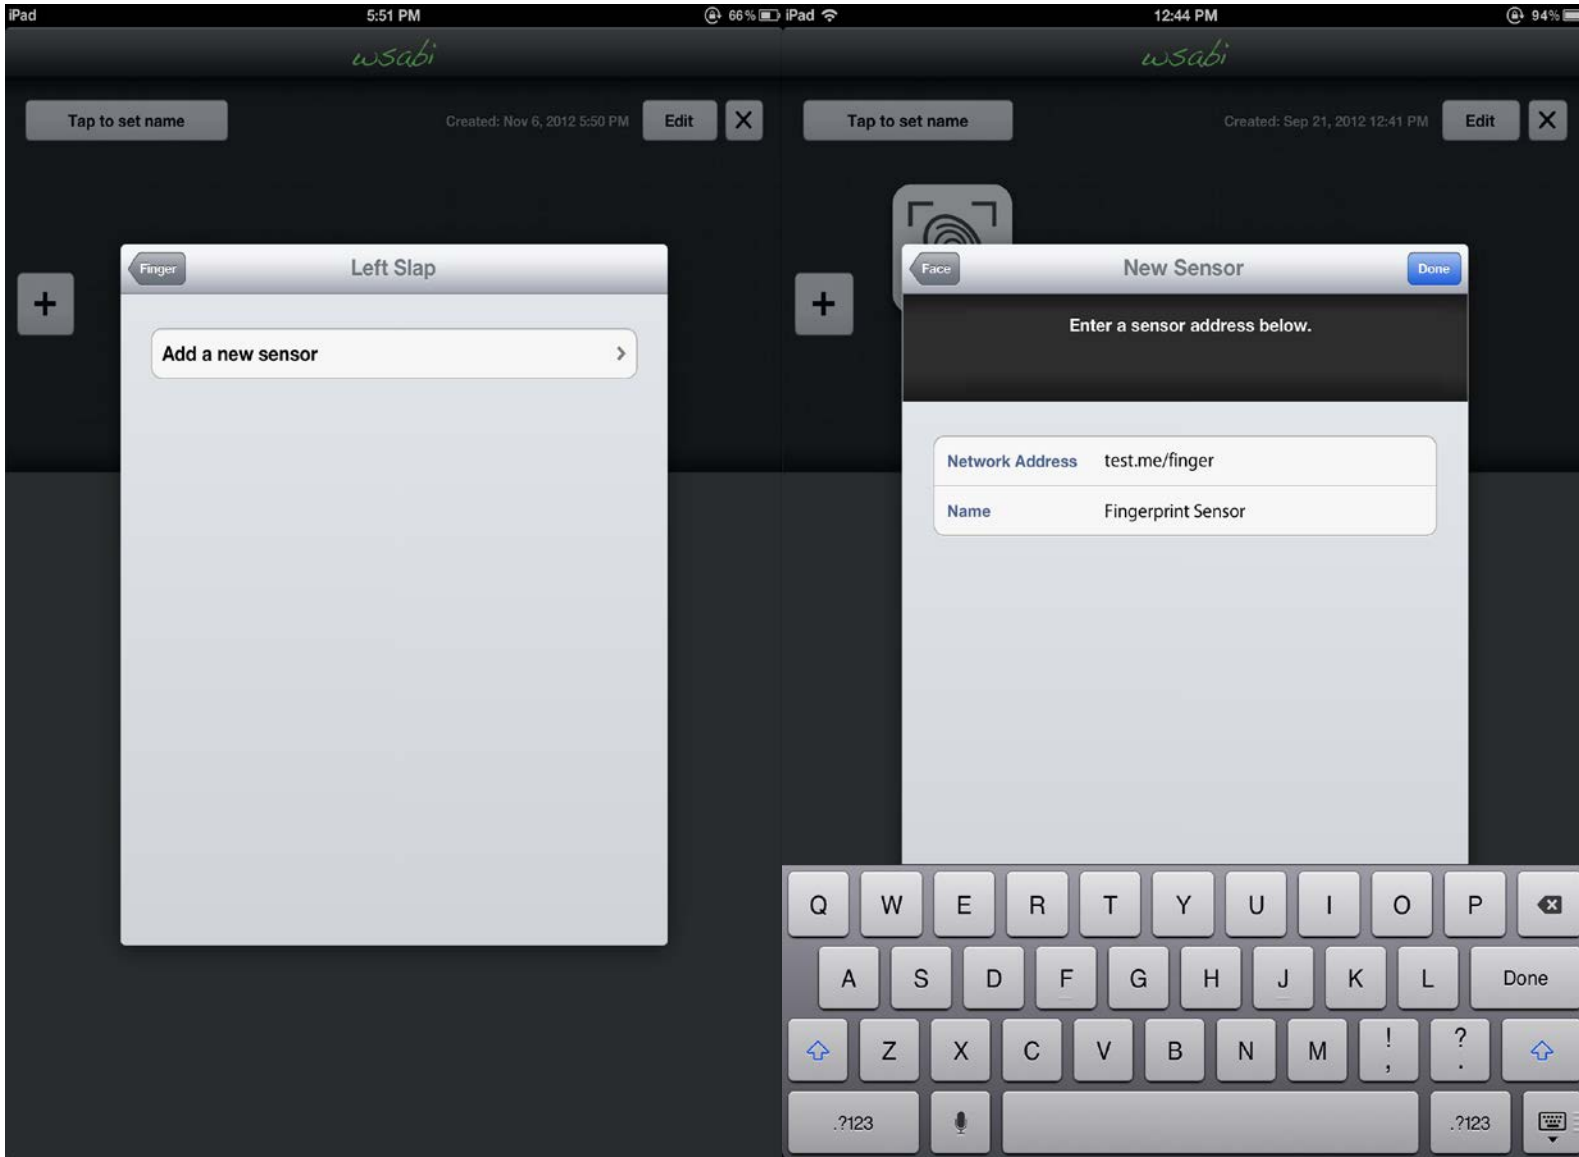 iPad 5:51 PM 66%
wsabi
Tap to set name Created: Nov 6, 2012 5:50 PM Edit X
Finger Left Slap
+
Add a new sensor >
iPad 12:44 PM 94%
wsabi
Tap to set name Created: Sep 21, 2012 12:41 PM Edit X
Face New Sensor Done
+
Enter a sensor address below.
Network Address test.me/finger
Name Fingerprint Sensor
Q W E R T Y U I O P
A S D F G H J K L Done
Z X C V B N M ! , ? .
.?123 .?123